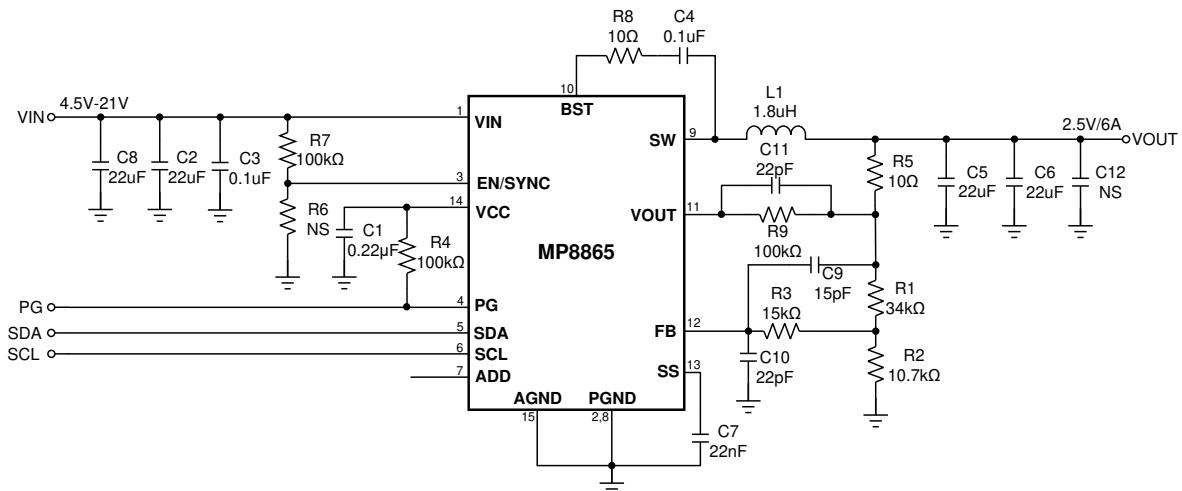 R8
10Ω
C4
0.1uF
10
BST
VIN
4.5V-21V
1
VIN
L1
1.8uH
9
SW
2.5V/6A
VOUT
R7
100kΩ
C8
22uF
C2
22uF
C3
0.1uF
C11
22pF
R5
10Ω
C5
22uF
C6
22uF
C12
NS
3
EN/SYNC
14
VCC
R6
NS
C1
0.22µF
R4
100kΩ
VOUT
11
R9
100kΩ
MP8865
C9
15pF
R1
34kΩ
PG
4
PG
R3
15kΩ
SDA
5
SDA
FB
12
SCL
6
SCL
C10
22pF
R2
10.7kΩ
7
ADD
SS
13
AGND
PGND
15
2,8
C7
22nF